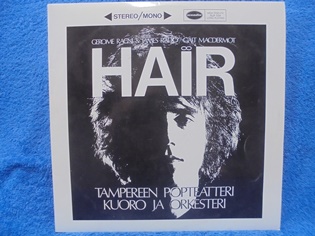 STEREO/MONO
GEROME RAGNI & JAMES RADO GALT MACDERMOT
HAIR
TAMPEREEN POPTEATTERI
KUORO JA ORKESTERI